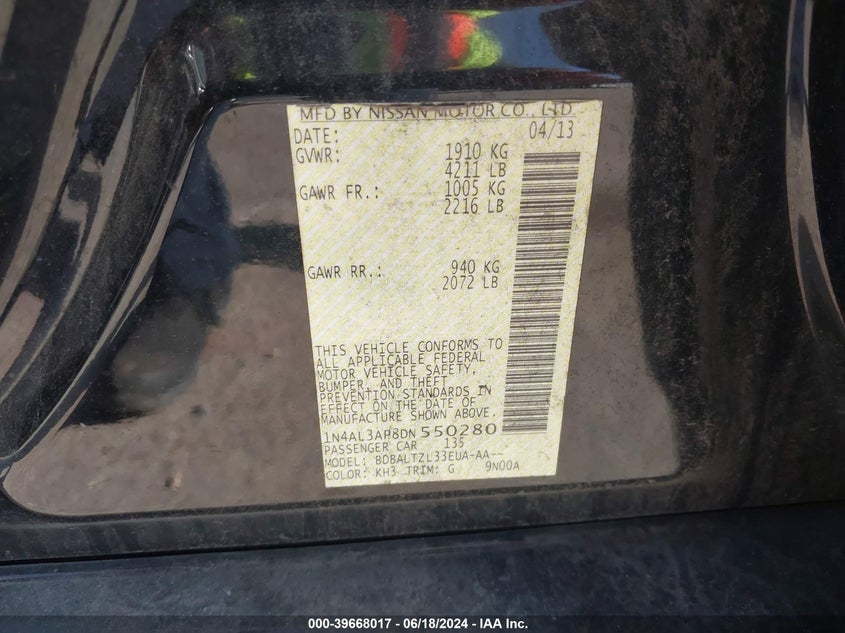 MFD BY NISSAN MOTOR CO., LTD.
DATE: 04/13
GVWR: 1910 KG
4211 LB
GAWR FR.: 1005 KG
2216 LB
GAWR RR.: 940 KG
2072 LB
THIS VEHICLE CONFORMS TO
ALL APPLICABLE FEDERAL
MOTOR VEHICLE SAFETY,
BUMPER, AND THEFT
PREVENTION STANDARDS IN
EFFECT ON THE DATE OF
MANUFACTURE SHOWN ABOVE.
1N4AL3AP8DN 550280
PASSENGER CAR 135
MODEL: BDBALTZL33EUA-AA--
COLOR: KH3 TRIM: G 9N00A
000-39668017 - 06/18/2024 - IAA Inc.